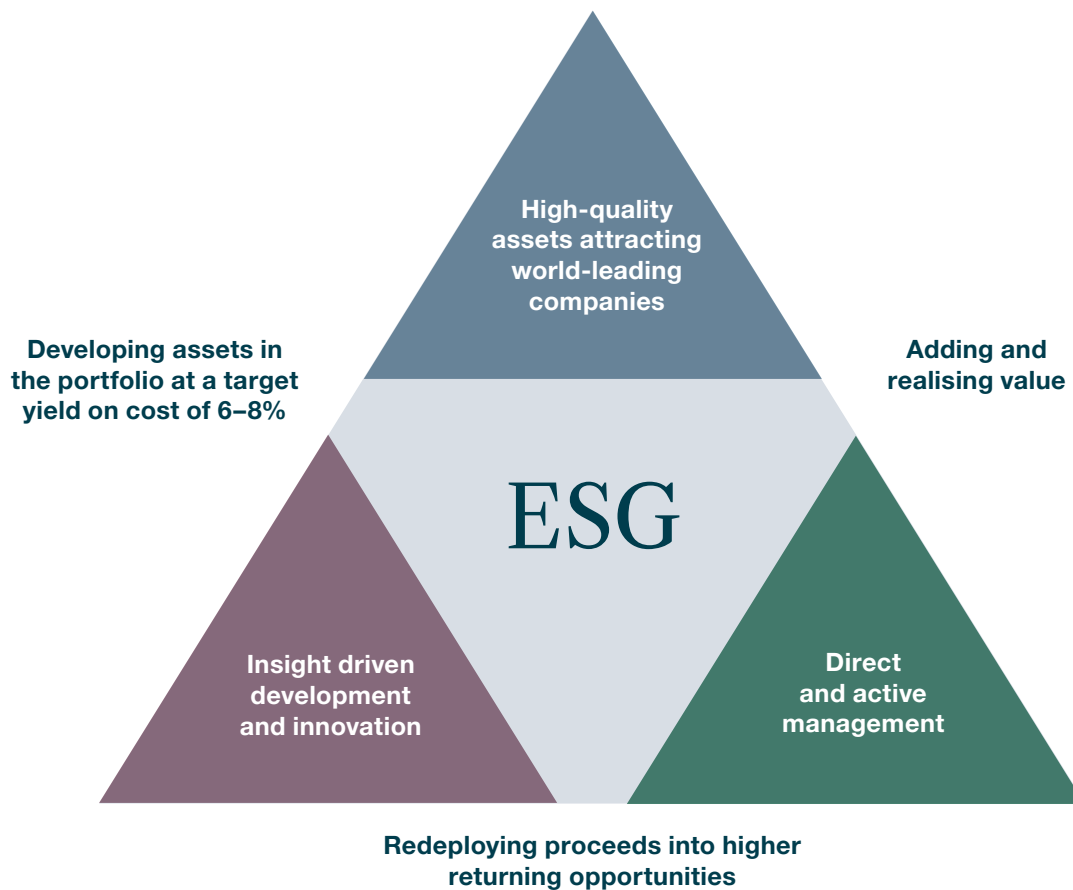 High-quality
assets attracting
world-leading
companies
Developing assets in
the portfolio at a target
yield on cost of 6–8%
Adding and
realising value
ESG
Insight driven
development
and innovation
Direct
and active
management
Redeploying proceeds into higher
returning opportunities